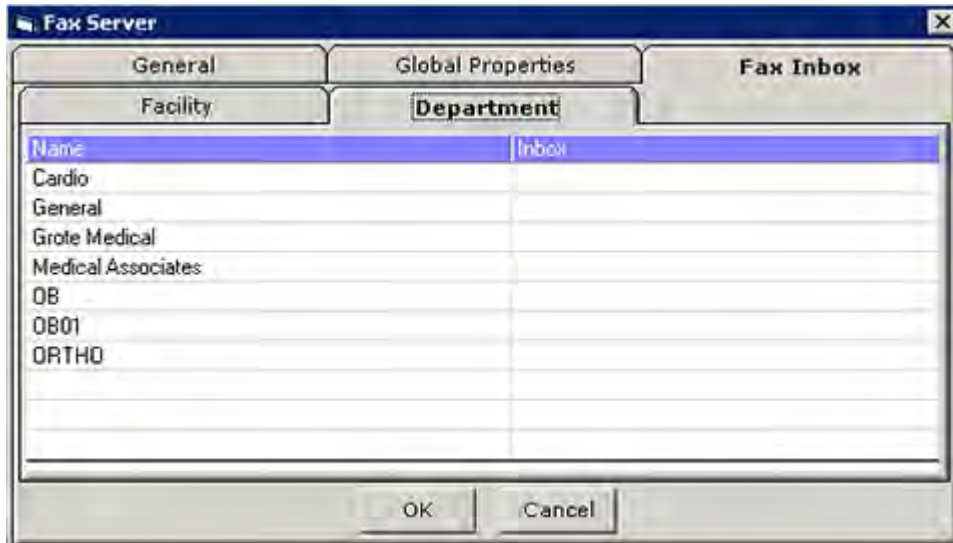 Fax Server
General Global Properties Fax Inbox
Facility Department
Name Inbox
Cardio
General
Grote Medical
Medical Associates
OB
OB01
ORTHO
OK Cancel